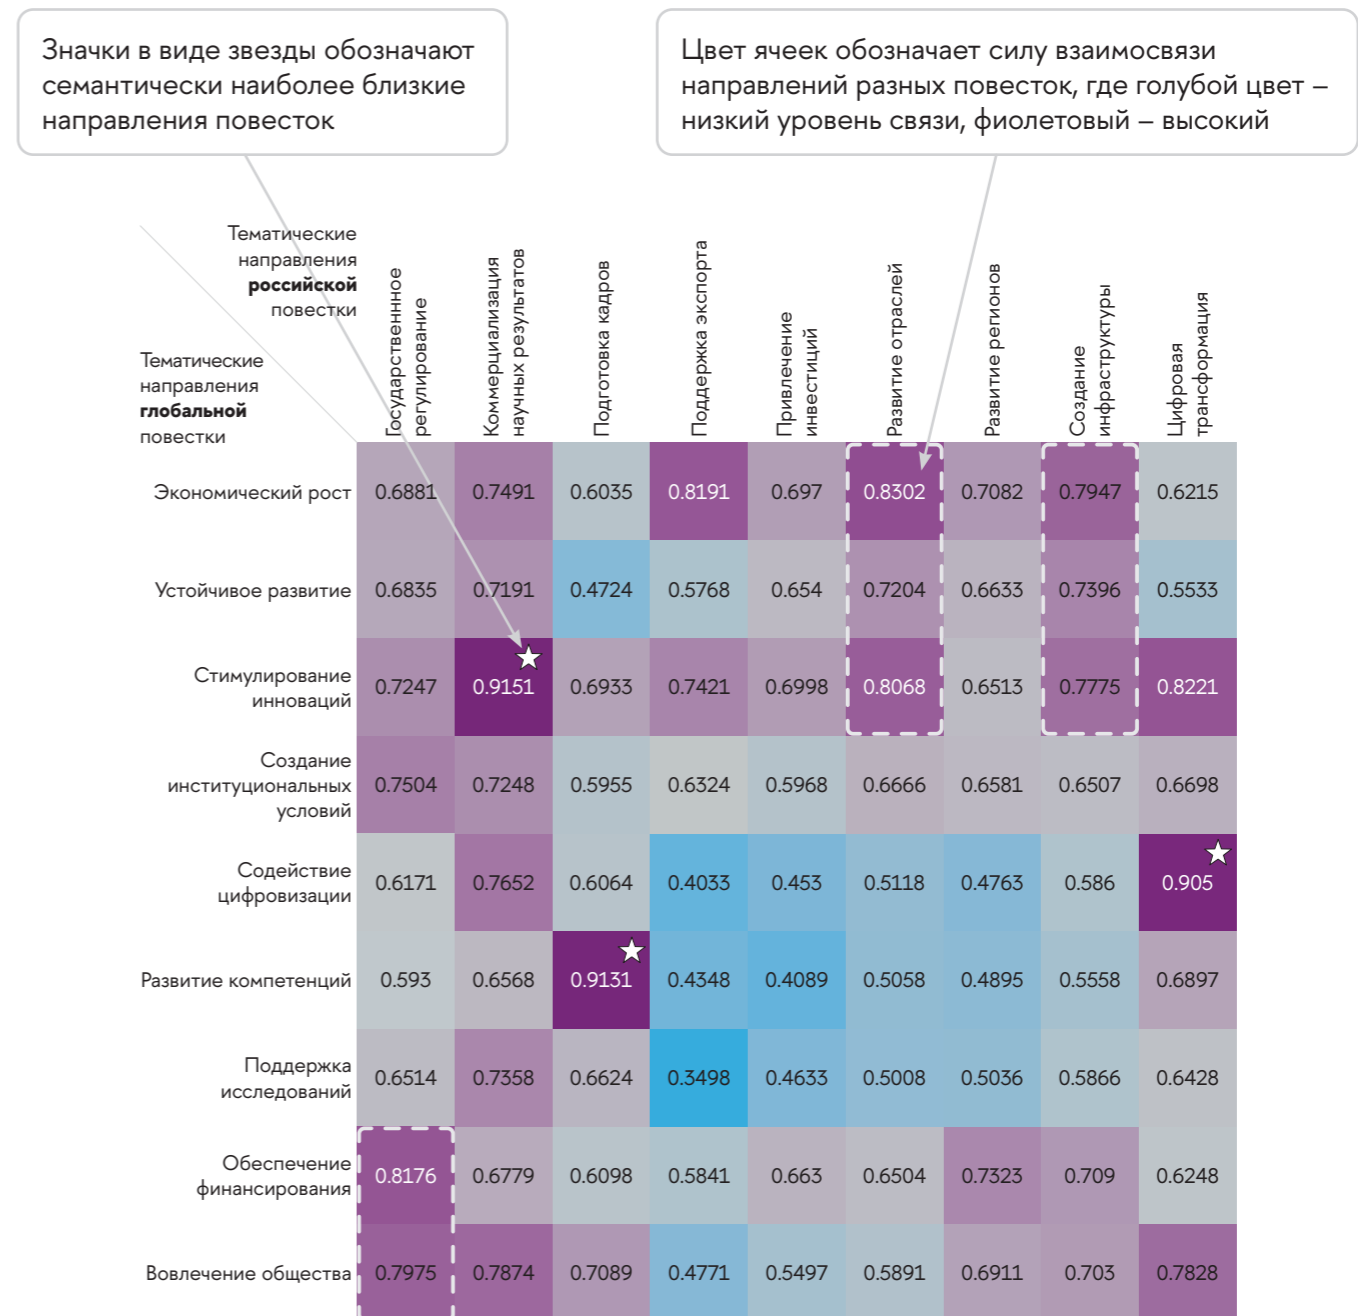 Значки в виде звезды обозначают
семантически наиболее близкие
направления повесток
Цвет ячеек обозначает силу взаимосвязи
направлений разных повесток, где голубой цвет –
низкий уровень связи, фиолетовый – высокий
Тематические
направления
российской
повестки
Тематические
направления
глобальной
повестки
Государственнное
регулирование
Коммерциализация
научных результатов
Подготовка кадров
Поддержка экспорта
Привлечение
инвестиций
Развитие отраслей
Развитие регионов
Создание
инфраструктуры
Цифровая
трансформация
Экономический рост 0.6881 0.7491 0.6035 0.8191 0.697 0.8302 0.7082 0.7947 0.6215
Устойчивое развитие 0.6835 0.7191 0.4724 0.5768 0.654 0.7204 0.6633 0.7396 0.5533
Стимулирование
инноваций
0.7247 0.9151 0.6933 0.7421 0.6998 0.8068 0.6513 0.7775 0.8221
Создание
институциональных
условий
0.7504 0.7248 0.5955 0.6324 0.5968 0.6666 0.6581 0.6507 0.6698
Содействие
цифровизации
0.6171 0.7652 0.6064 0.4033 0.453 0.5118 0.4763 0.586 0.905
Развитие компетенций 0.593 0.6568 0.9131 0.4348 0.4089 0.5058 0.4895 0.5558 0.6897
Поддержка
исследований
0.6514 0.7358 0.6624 0.3498 0.4633 0.5008 0.5036 0.5866 0.6428
Обеспечение
финансирования
0.8176 0.6779 0.6098 0.5841 0.663 0.6504 0.7323 0.709 0.6248
Вовлечение общества 0.7975 0.7874 0.7089 0.4771 0.5497 0.5891 0.6911 0.703 0.7828